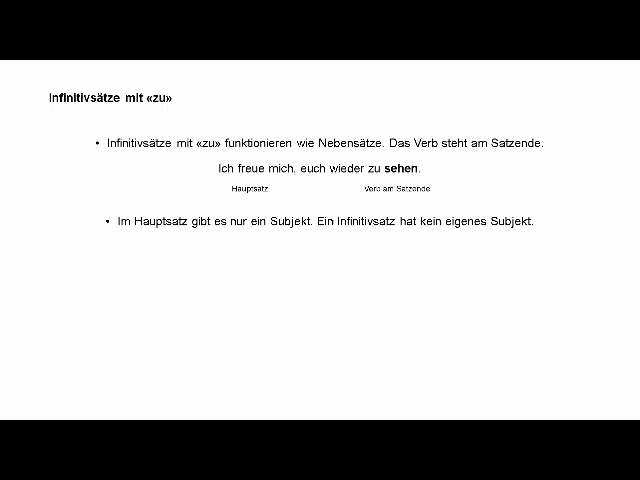 Infinitivsätze mit «zu»
• Infinitivsätze mit «zu» funktionieren wie Nebensätze. Das Verb steht am Satzende.
Ich freue mich, euch wieder zu sehen.
Hauptsatz Verb am Satzende
• Im Hauptsatz gibt es nur ein Subjekt. Ein Infinitivsatz hat kein eigenes Subjekt.